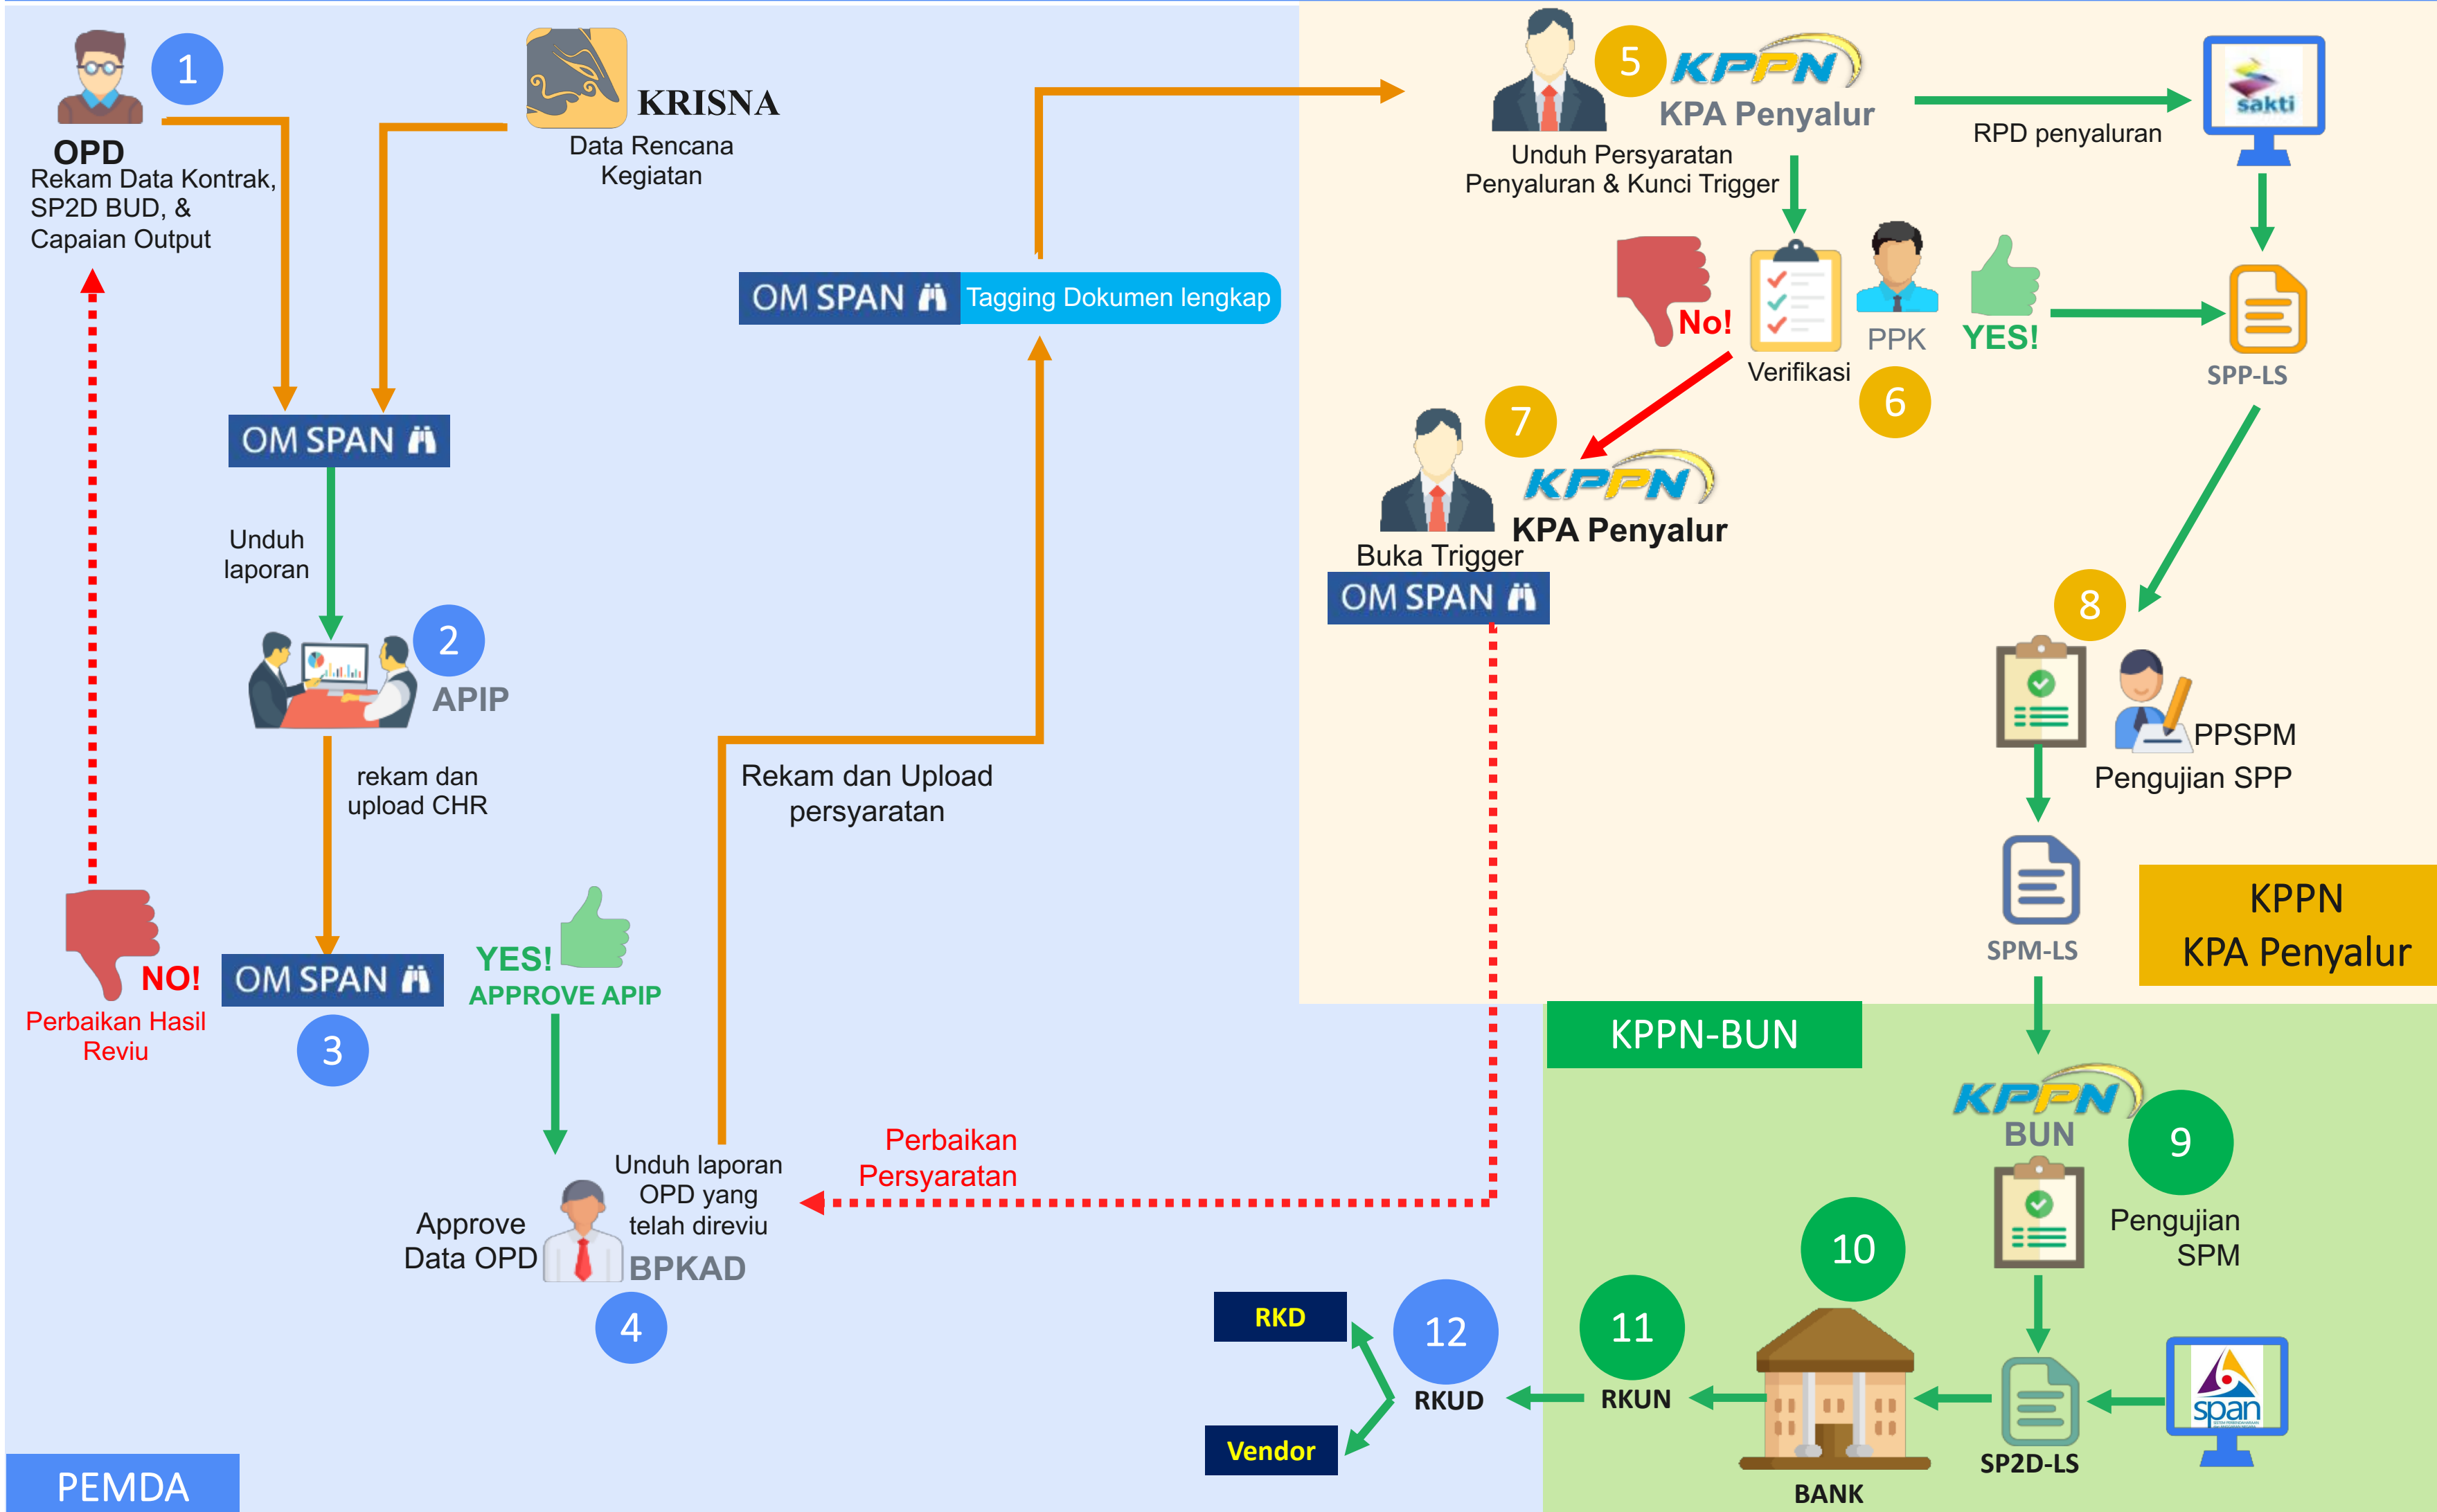 1
OPD
Rekam Data Kontrak,
SP2D BUD, &
Capaian Output
KRISNA
Data Rencana
Kegiatan
OM SPAN
Unduh
laporan
2
APIP
rekam dan
upload CHR
NO!
Perbaikan Hasil
Reviu
OM SPAN
3
YES!
APPROVE APIP
Approve
Data OPD
Unduh laporan
OPD yang
telah direviu
BPKAD
4
Rekam dan Upload
persyaratan
OM SPAN
Tagging Dokumen lengkap
5
KPPN
KPA Penyalur
Unduh Persyaratan
Penyaluran & Kunci Trigger
RPD penyaluran
sakti
No!
Verifikasi
PPK
6
YES!
SPP-LS
7
KPPN
KPA Penyalur
Buka Trigger
OM SPAN
Perbaikan
Persyaratan
8
PPSPM
Pengujian SPP
SPM-LS
KPPN
KPA Penyalur
KPPN-BUN
KPPN
BUN
9
Pengujian
SPM
span
SP2D-LS
10
BANK
11
RKUN
12
RKUD
RKD
Vendor
PEMDA